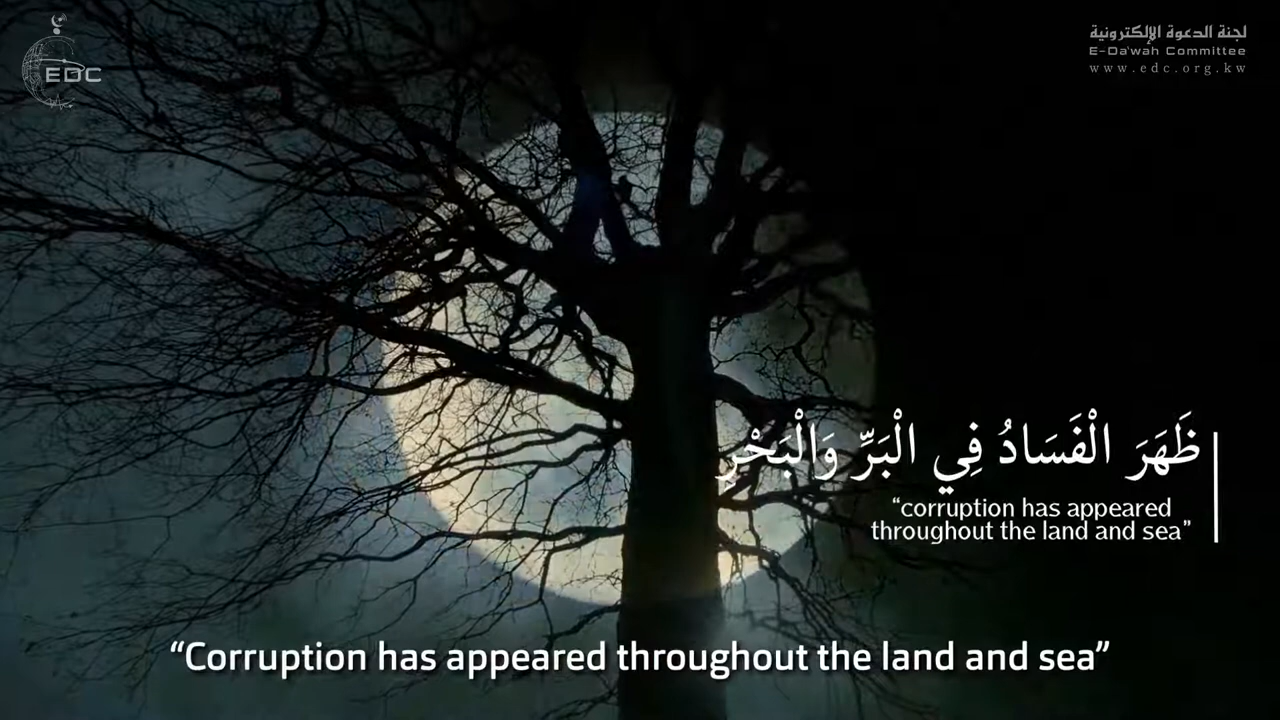 EDC
لجنة الدعوة الإلكترونية
E-Da'wah Committee
www.edc.org.kw
ظَهَرَ الْفَسَادُ فِي الْبَرِّ وَالْبَحْرِ
“corruption has appeared
throughout the land and sea”
“Corruption has appeared throughout the land and sea”